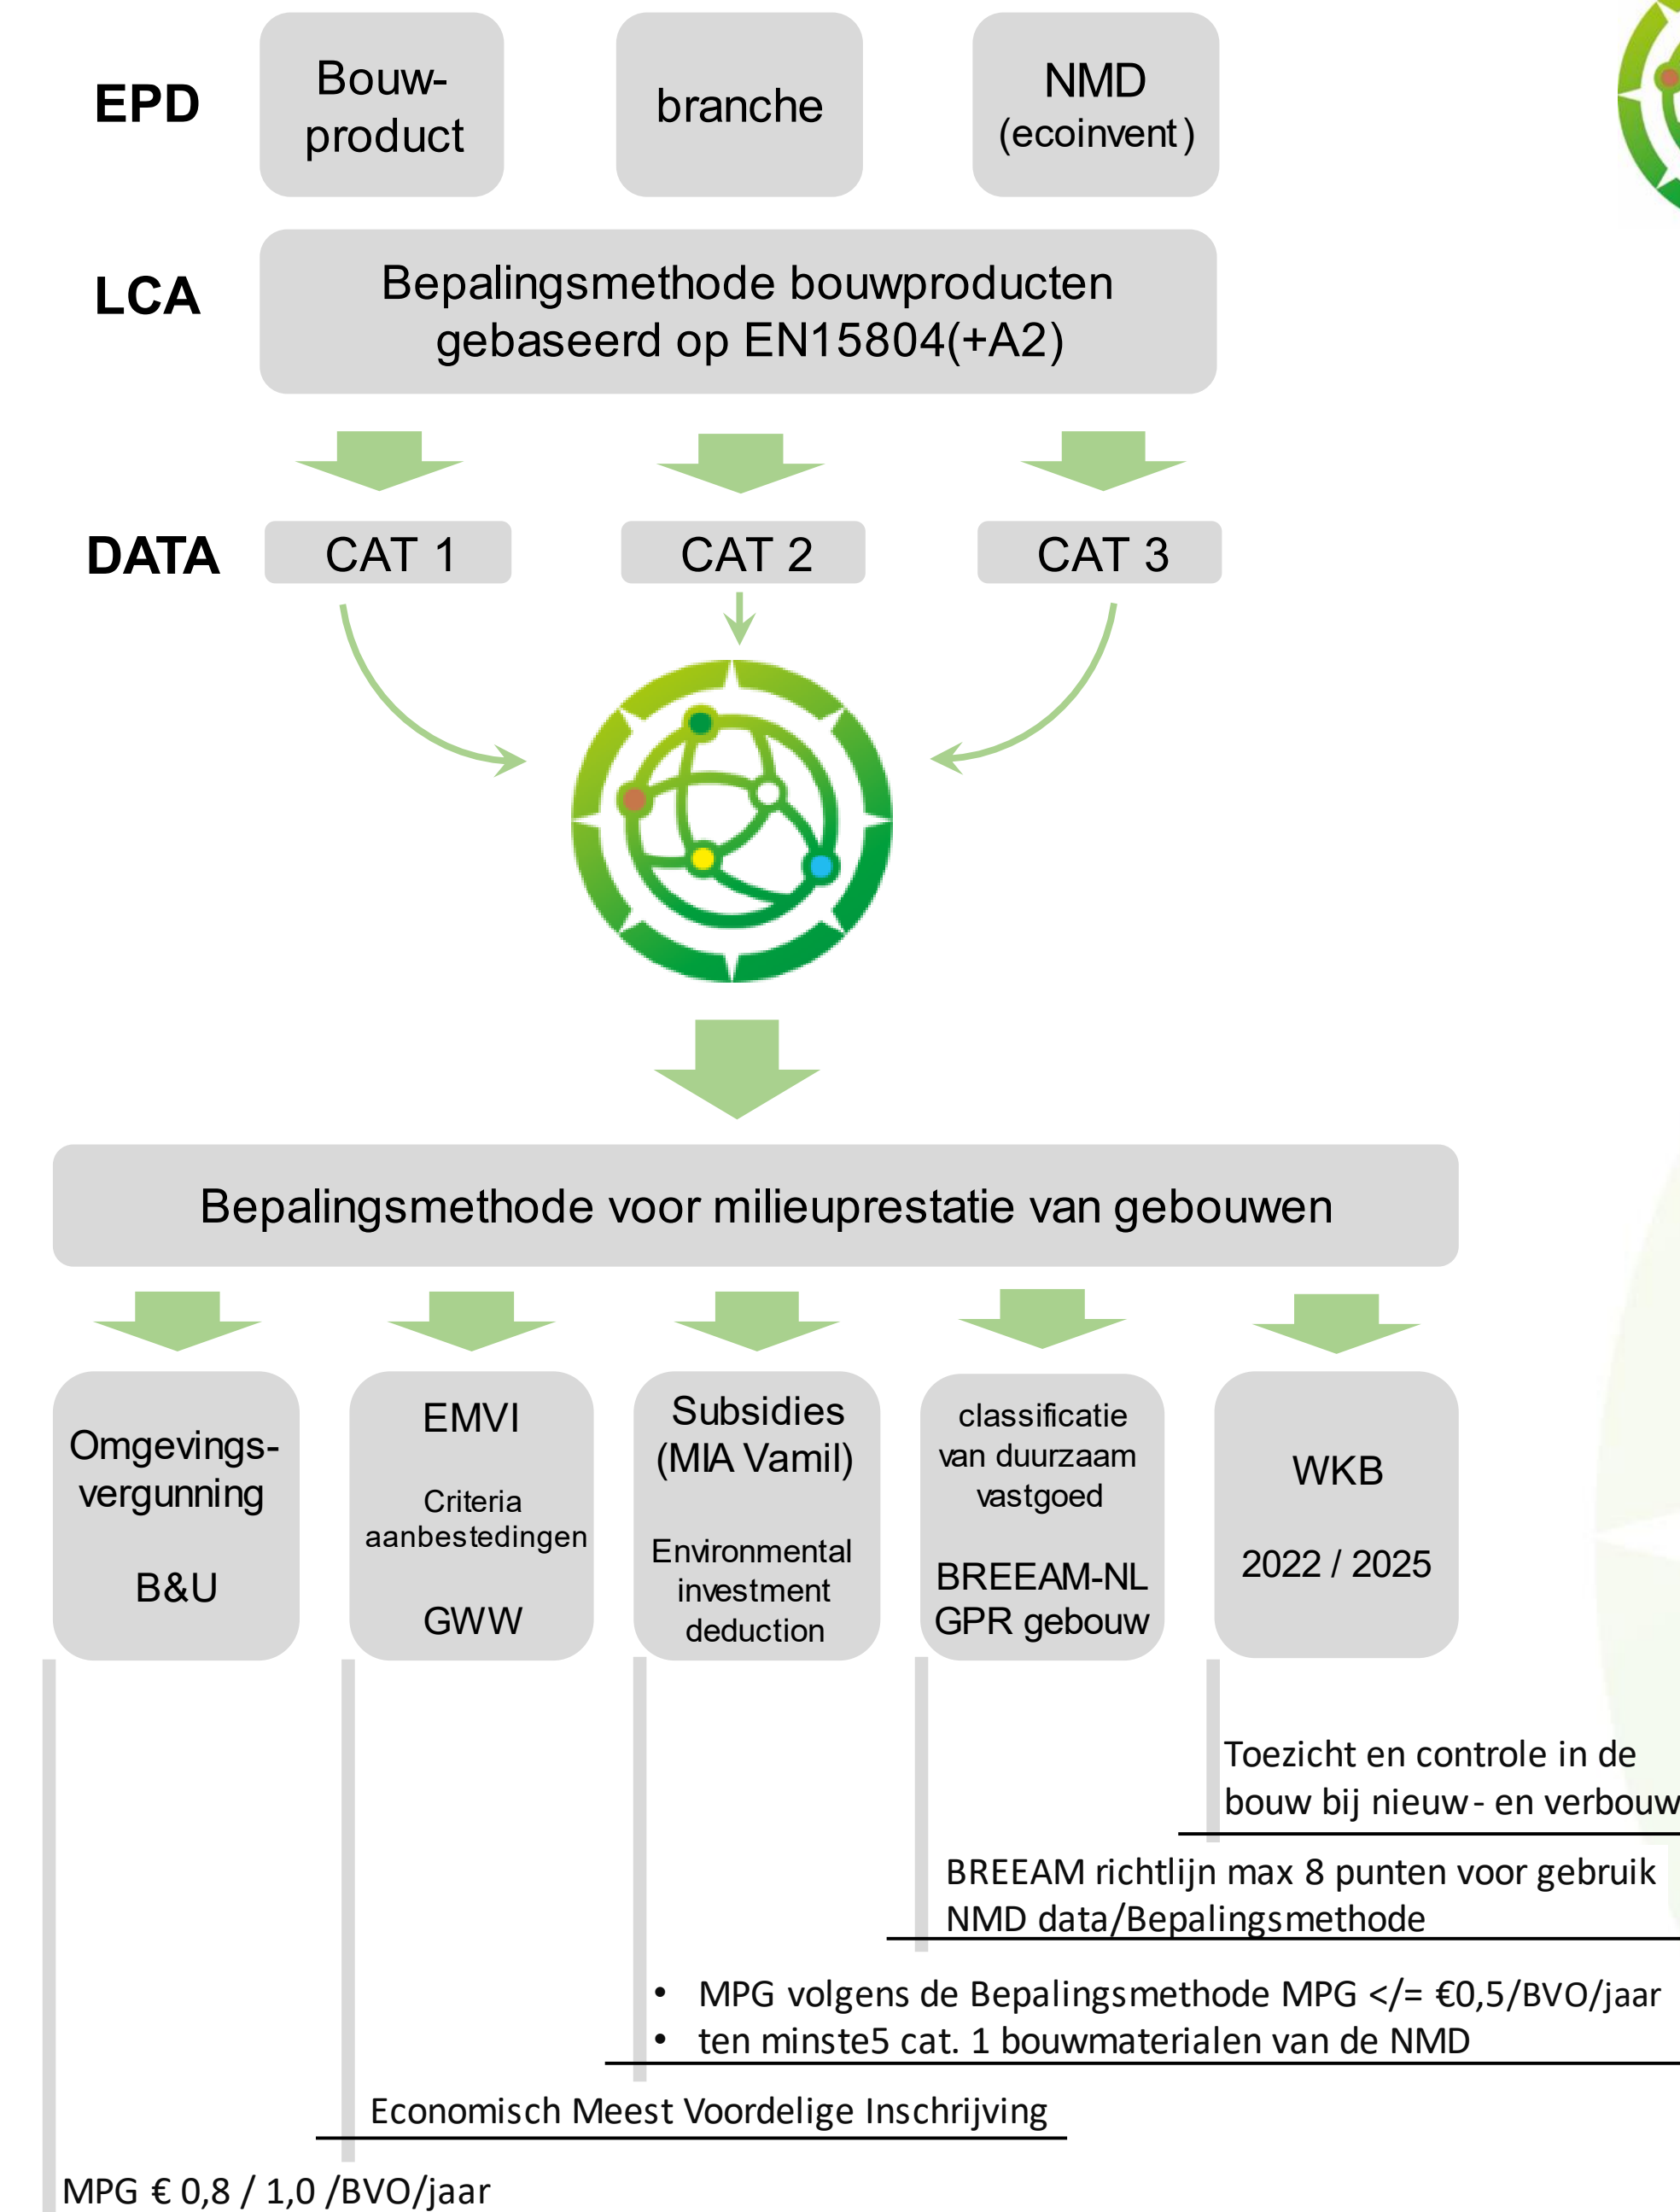 EPD
Bouw-
product
branche
NMD
(ecoinvent)
LCA
Bepalingsmethode bouwproducten
gebaseerd op EN15804(+A2)
DATA
CAT 1
CAT 2
CAT 3
Bepalingsmethode voor milieuprestatie van gebouwen
Omgevings-
vergunning
B&U
EMVI
Criteria
aanbestedingen
GWW
Subsidies
(MIA Vamil)
Environmental
investment
deduction
classificatie
van duurzaam
vastgoed
BREEAM-NL
GPR gebouw
WKB
2022 / 2025
Toezicht en controle in de
bouw bij nieuw- en verbouw
BREEAM richtlijn max 8 punten voor gebruik
NMD data/Bepalingsmethode
• MPG volgens de Bepalingsmethode MPG </= €0,5/BVO/jaar
• ten minste5 cat. 1 bouwmaterialen van de NMD
Economisch Meest Voordelige Inschrijving
MPG € 0,8 / 1,0 /BVO/jaar